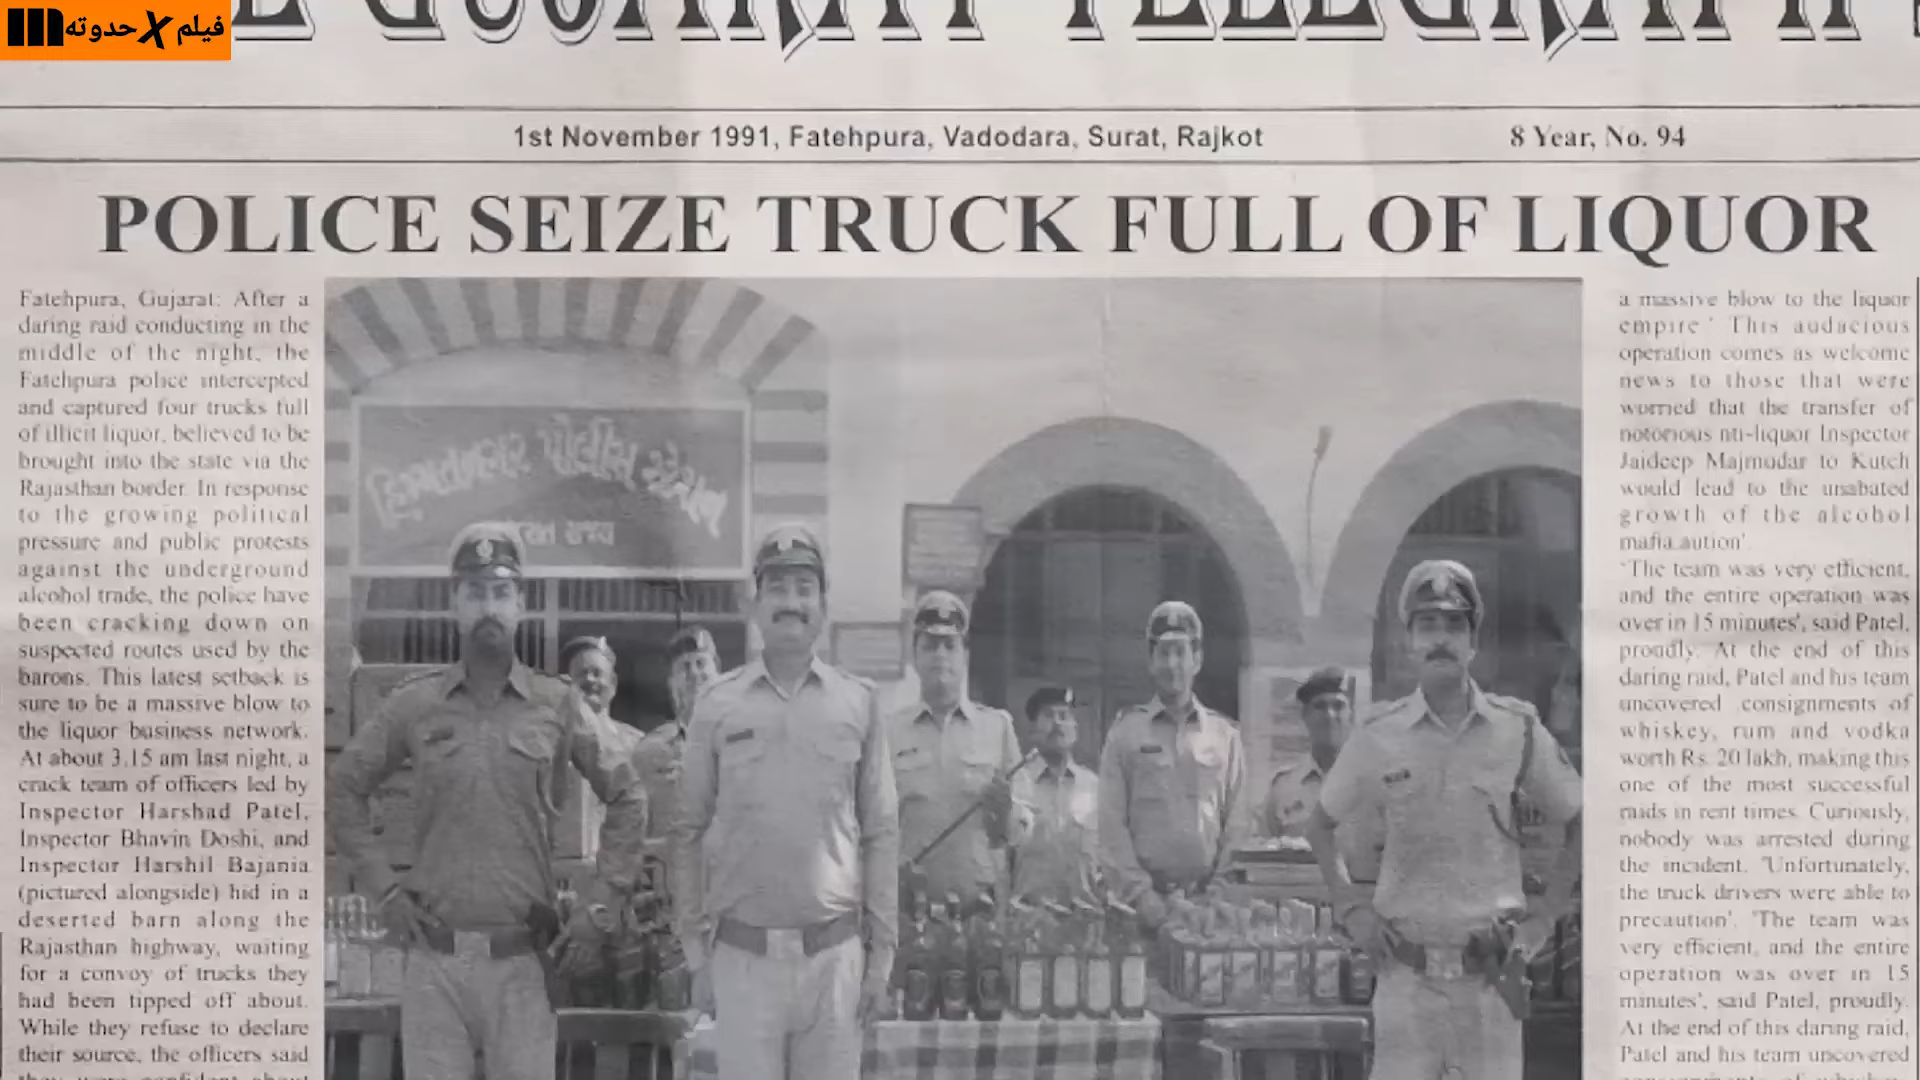 فيلم X حدوته
GUJARAT TELEGRAPH
1st November 1991, Fatehpura, Vadodara, Surat, Rajkot
8 Year, No. 94
POLICE SEIZE TRUCK FULL OF LIQUOR
Fatehpura, Gujarat: After a
daring raid conducting in the
middle of the night, the
Fatehpura police intercepted
and captured four trucks full
of illicit liquor, believed to be
brought into the state via the
Rajasthan border. In response
to the growing political
pressure and public protests
against the underground
alcohol trade, the police have
been cracking down on
suspected routes used by the
barons. This latest setback is
sure to be a massive blow to
the liquor business network.
At about 3.15 am last night, a
crack team of officers led by
Inspector Harshad Patel,
Inspector Bhavin Doshi, and
Inspector Harshil Bajania
(pictured alongside) hid in a
deserted barn along the
Rajasthan highway, waiting
for a convoy of trucks they
had been tipped off about.
While they refuse to declare
their source, the officers said
they were confident about
હિંમતનગર પોલીસ સ્ટેશન
ગુજરાત રાજ્ય
a massive blow to the liquor
empire.' This audacious
operation comes as welcome
news to those that were
worried that the transfer of
notorious nti-liquor Inspector
Jaideep Majmudar to Kutch
would lead to the unabated
growth of the alcohol
mafia.aution'.
'The team was very efficient,
and the entire operation was
over in 15 minutes', said Patel,
proudly. At the end of this
daring raid, Patel and his team
uncovered consignments of
whiskey, rum and vodka
worth Rs. 20 lakh, making this
one of the most successful
raids in rent times. Curiously,
nobody was arrested during
the incident. 'Unfortunately,
the truck drivers were able to
precaution'. 'The team was
very efficient, and the entire
operation was over in 15
minutes', said Patel, proudly.
At the end of this daring raid,
Patel and his team uncovered
consignments of whiskey,